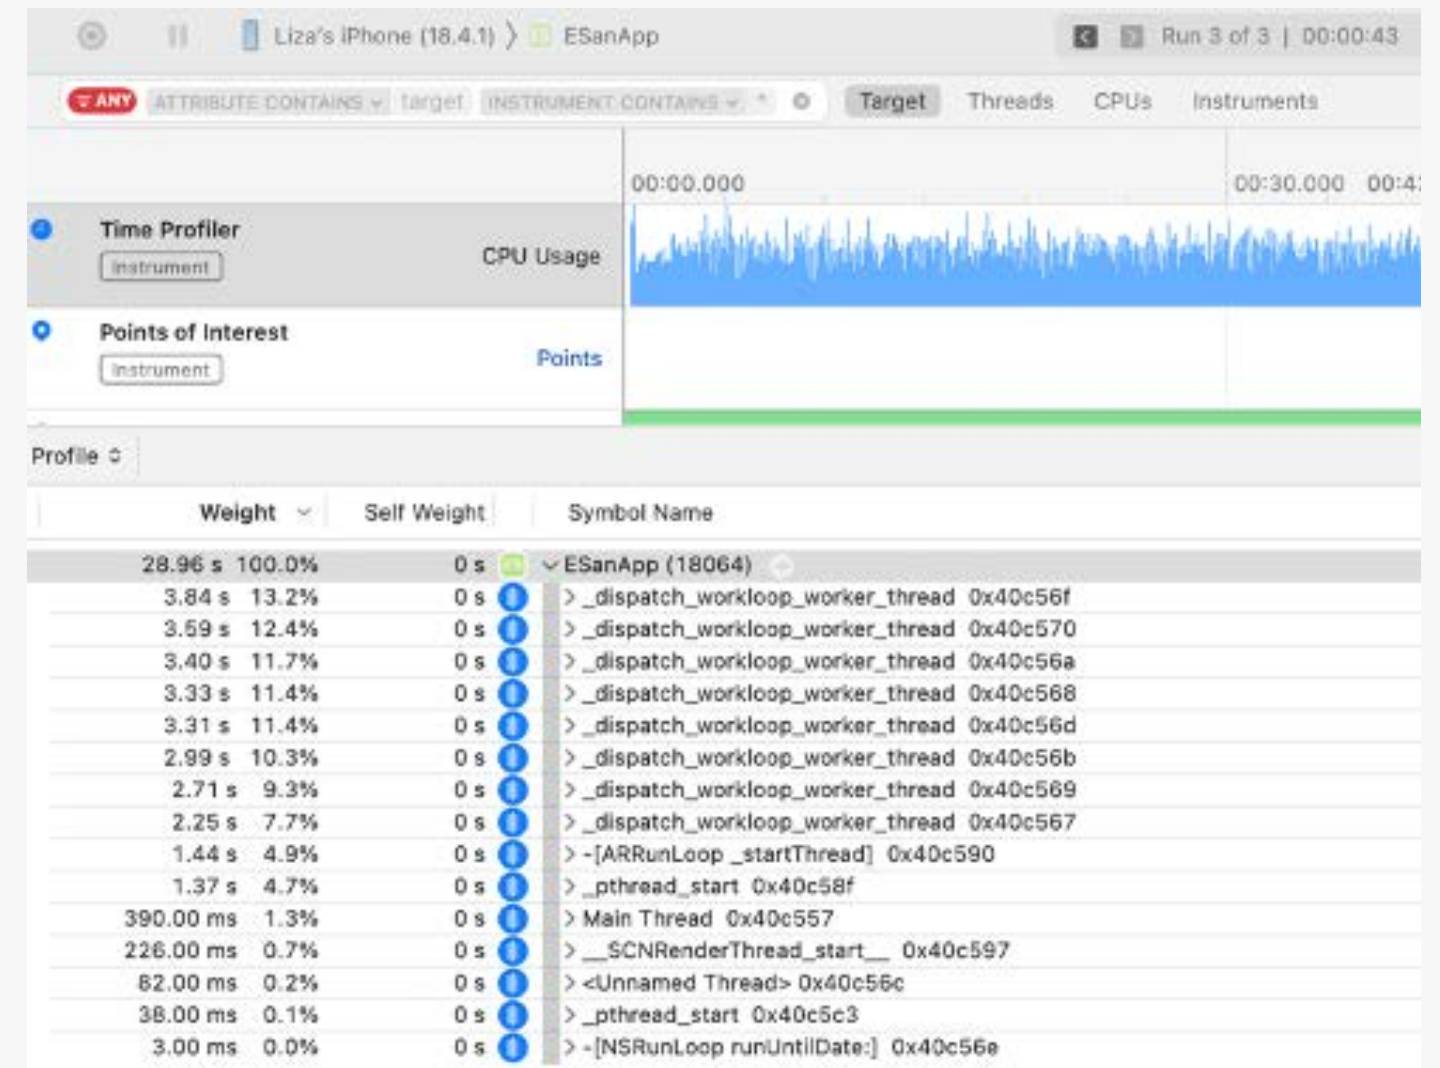 Liza's iPhone (18.4.1) 〉 ESanApp Run 3 of 3 | 00:00:43
ANY ATTRIBUTE CONTAINS target INSTRUMENT CONTAINS Target Threads CPUs Instruments
00:00.000 00:30.000 00:4
Time Profiler
Instrument
CPU Usage
Points of Interest
Instrument
Points
Profile
Weight Self Weight Symbol Name
28.96 s 100.0% 0 s ESanApp (18064)
3.84 s 13.2% 0 s > _dispatch_workloop_worker_thread 0x40c56f
3.59 s 12.4% 0 s > _dispatch_workloop_worker_thread 0x40c570
3.40 s 11.7% 0 s > _dispatch_workloop_worker_thread 0x40c56a
3.33 s 11.4% 0 s > _dispatch_workloop_worker_thread 0x40c568
3.31 s 11.4% 0 s > _dispatch_workloop_worker_thread 0x40c56d
2.99 s 10.3% 0 s > _dispatch_workloop_worker_thread 0x40c56b
2.71 s 9.3% 0 s > _dispatch_workloop_worker_thread 0x40c569
2.25 s 7.7% 0 s > _dispatch_workloop_worker_thread 0x40c567
1.44 s 4.9% 0 s > -[ARRunLoop _startThread] 0x40c590
1.37 s 4.7% 0 s > _pthread_start 0x40c58f
390.00 ms 1.3% 0 s > Main Thread 0x40c557
226.00 ms 0.7% 0 s > __SCNRenderThread_start__ 0x40c597
82.00 ms 0.2% 0 s > <Unnamed Thread> 0x40c56c
38.00 ms 0.1% 0 s > _pthread_start 0x40c5c3
3.00 ms 0.0% 0 s > -[NSRunLoop runUntilDate:] 0x40c56e